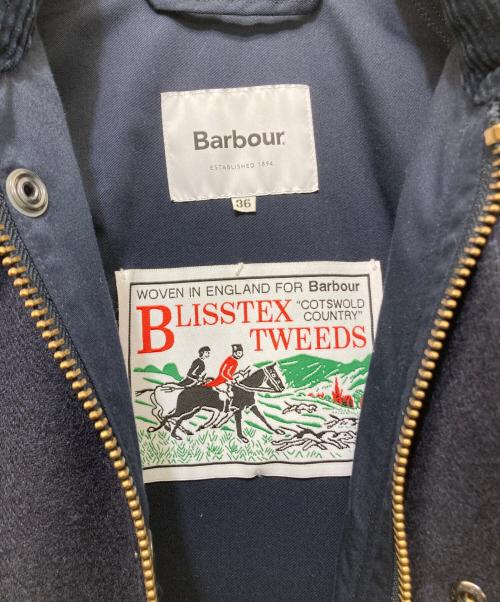 Barbour
ESTABLISHED 1894
36
WOVEN IN ENGLAND FOR Barbour
BLISSTEX "COTSWOLD
COUNTRY"
TWEEDS